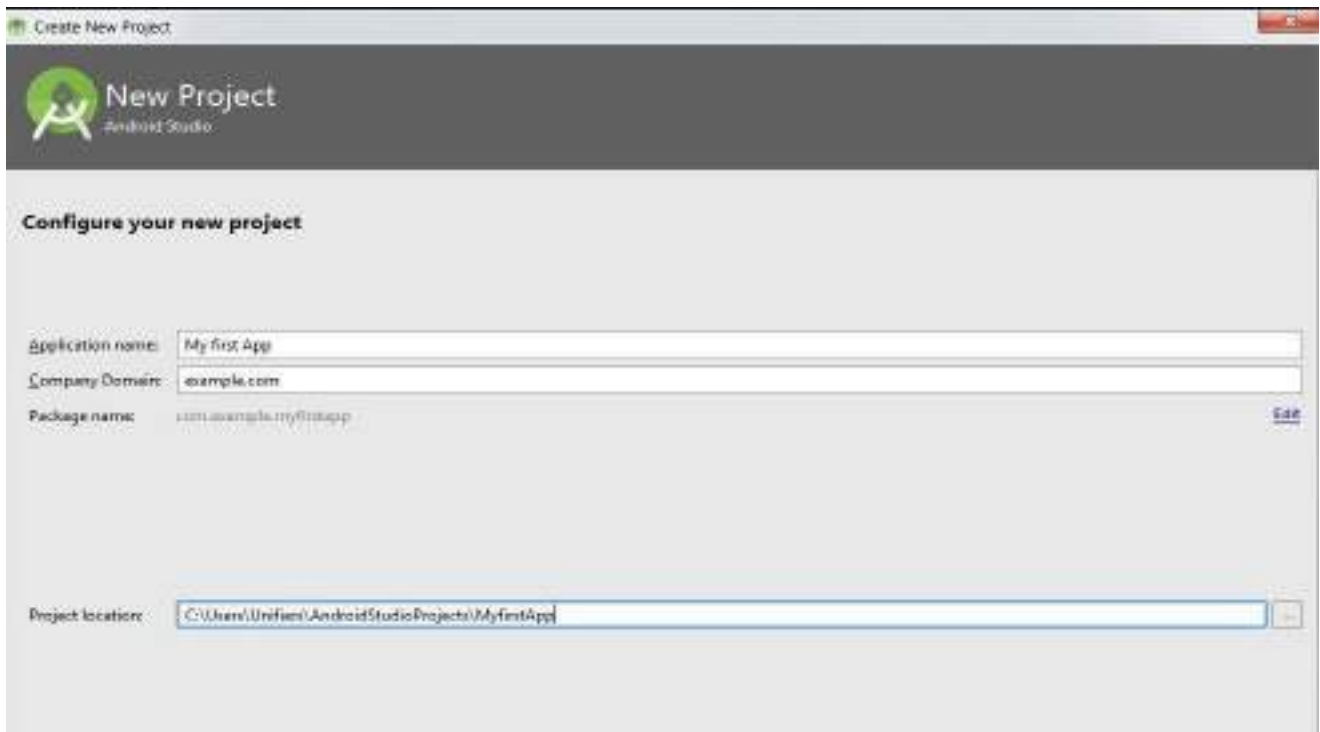 Create New Project
New Project
Android Studio
Configure your new project
Application name: My first App
Company Domain: example.com
Package name: com.example.myfirstapp Edit
Project location: C:\Users\Unifiers\AndroidStudioProjects\MyfirstApp ...